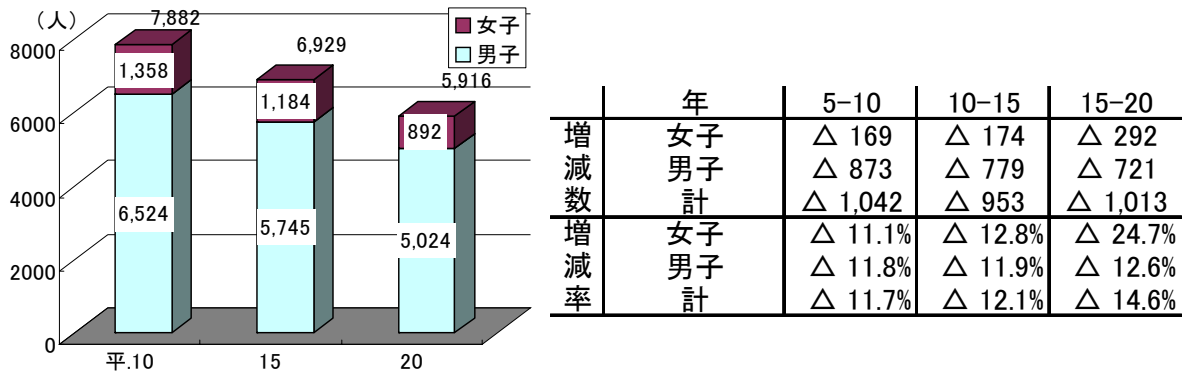 （人）
7,882
6,929
5,916
女子
男子
8000
6000
4000
2000
0
1,358
1,184
892
6,524
5,745
5,024
平.10 15 20
年 5-10 10-15 15-20
増減数 女子 △ 169 △ 174 △ 292
男子 △ 873 △ 779 △ 721
計 △ 1,042 △ 953 △ 1,013
増減率 女子 △ 11.1% △ 12.8% △ 24.7%
男子 △ 11.8% △ 11.9% △ 12.6%
計 △ 11.7% △ 12.1% △ 14.6%